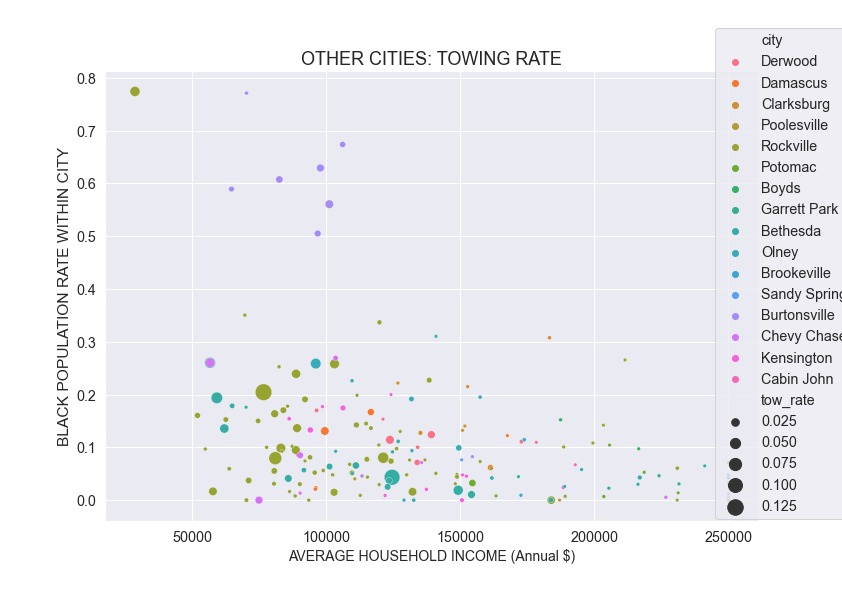 OTHER CITIES: TOWING RATE
BLACK POPULATION RATE WITHIN CITY
0.8
0.7
0.6
0.5
0.4
0.3
0.2
0.1
0.0
50000
100000
150000
200000
250000
AVERAGE HOUSEHOLD INCOME (Annual $)
city
Derwood
Damascus
Clarksburg
Poolesville
Rockville
Potomac
Boyds
Garrett Park
Bethesda
Olney
Brookeville
Sandy Spring
Burtonsville
Chevy Chase
Kensington
Cabin John
tow_rate
0.025
0.050
0.075
0.100
0.125